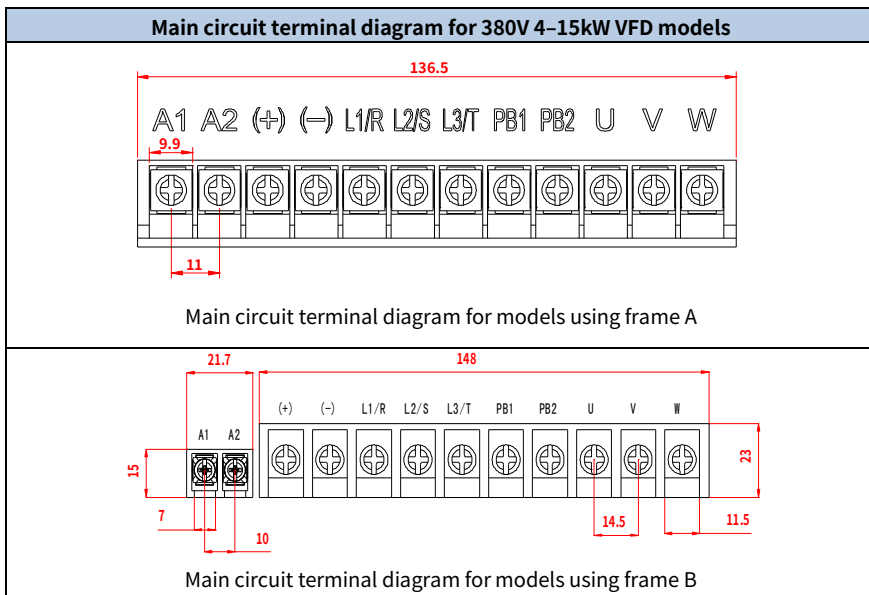 Main circuit terminal diagram for 380V 4–15kW VFD models
136.5
A1 A2 (+) (—) L1/R L2/S L3/T PB1 PB2 U V W
9.9
11
Main circuit terminal diagram for models using frame A
21.7 148
(+) (-) L1/R L2/S L3/T PB1 PB2 U V W
A1 A2
15 23
7 10 14.5 11.5
Main circuit terminal diagram for models using frame B